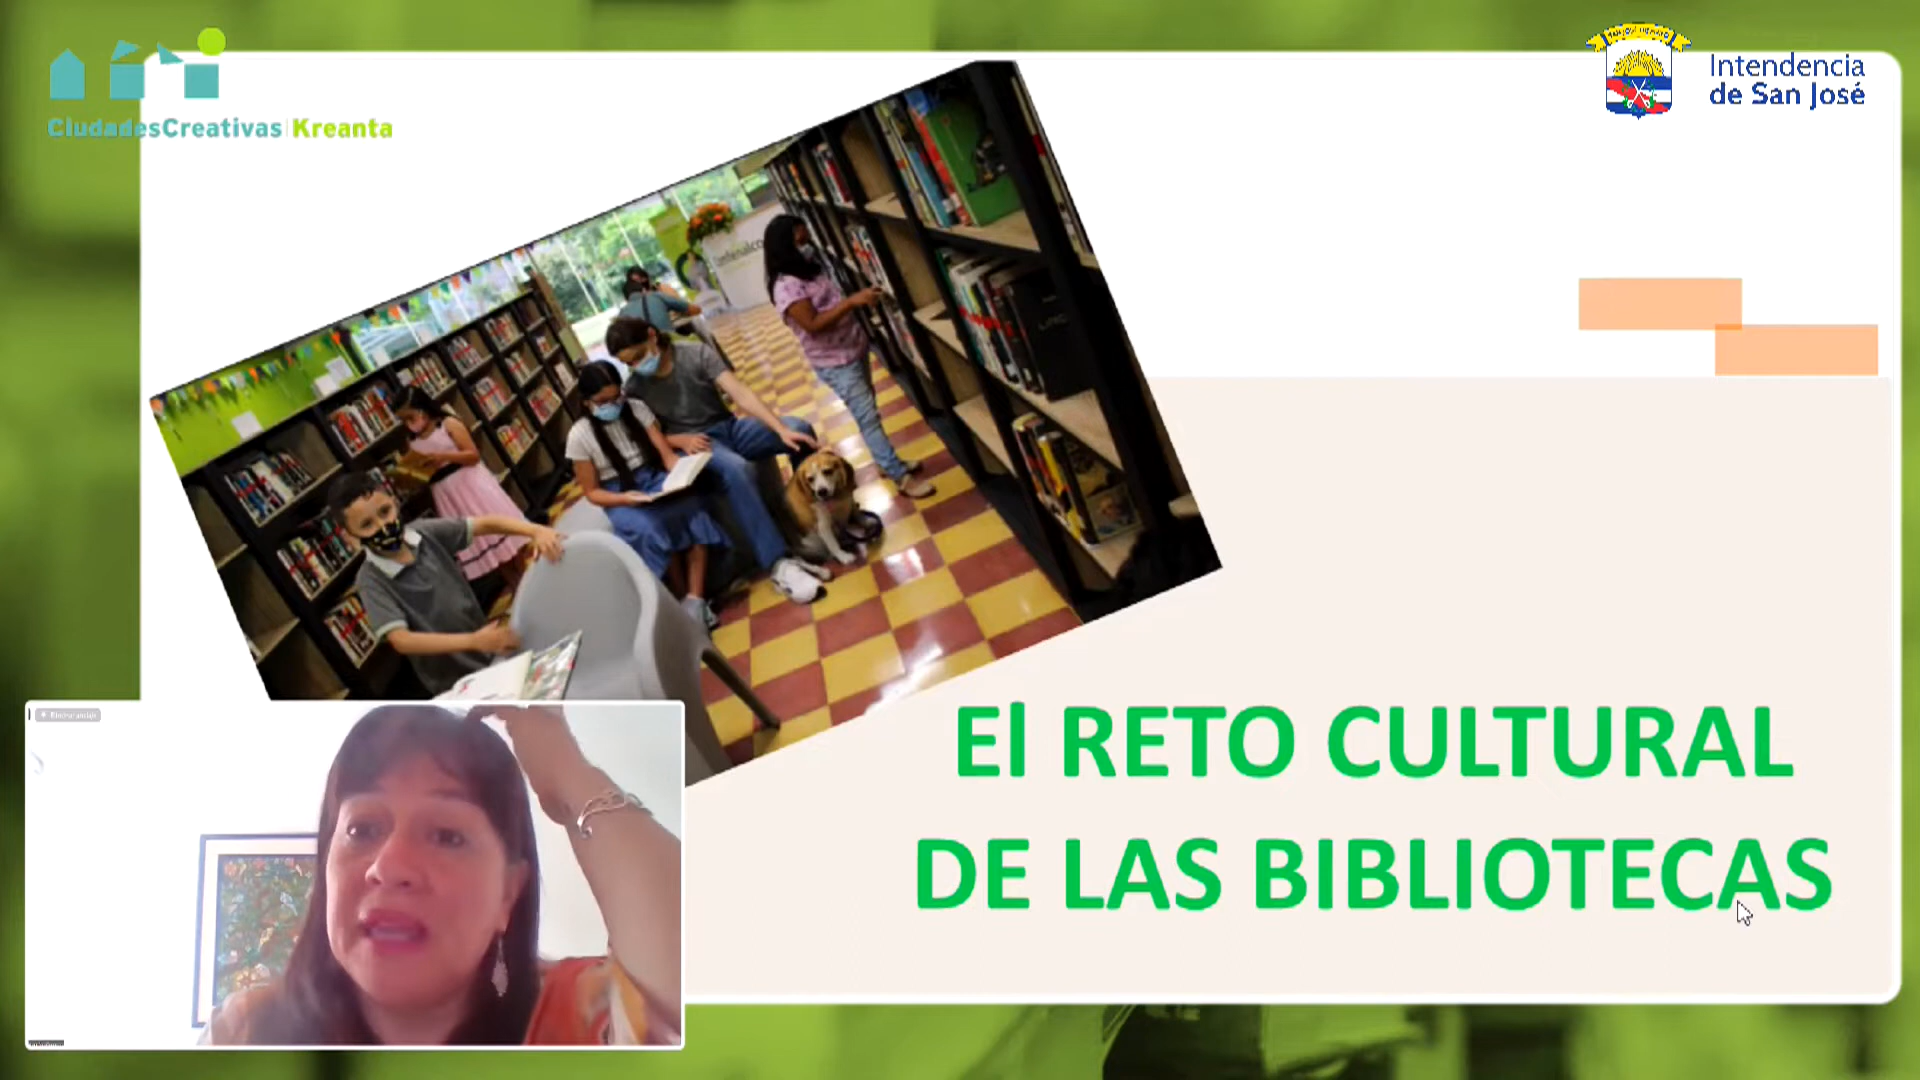 CiudadesCreativas Kreanta
Intendencia
de San José
El RETO CULTURAL
DE LAS BIBLIOTECAS